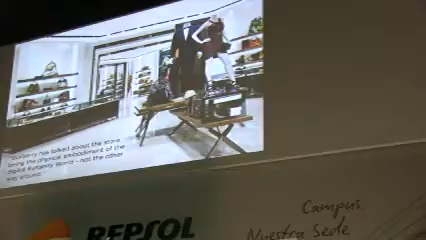 Burberry has talked about the store
being the physical embodiment of the
digital Burberry World - not the other
way around."
REPSOL
Campus
Nuestra Sede